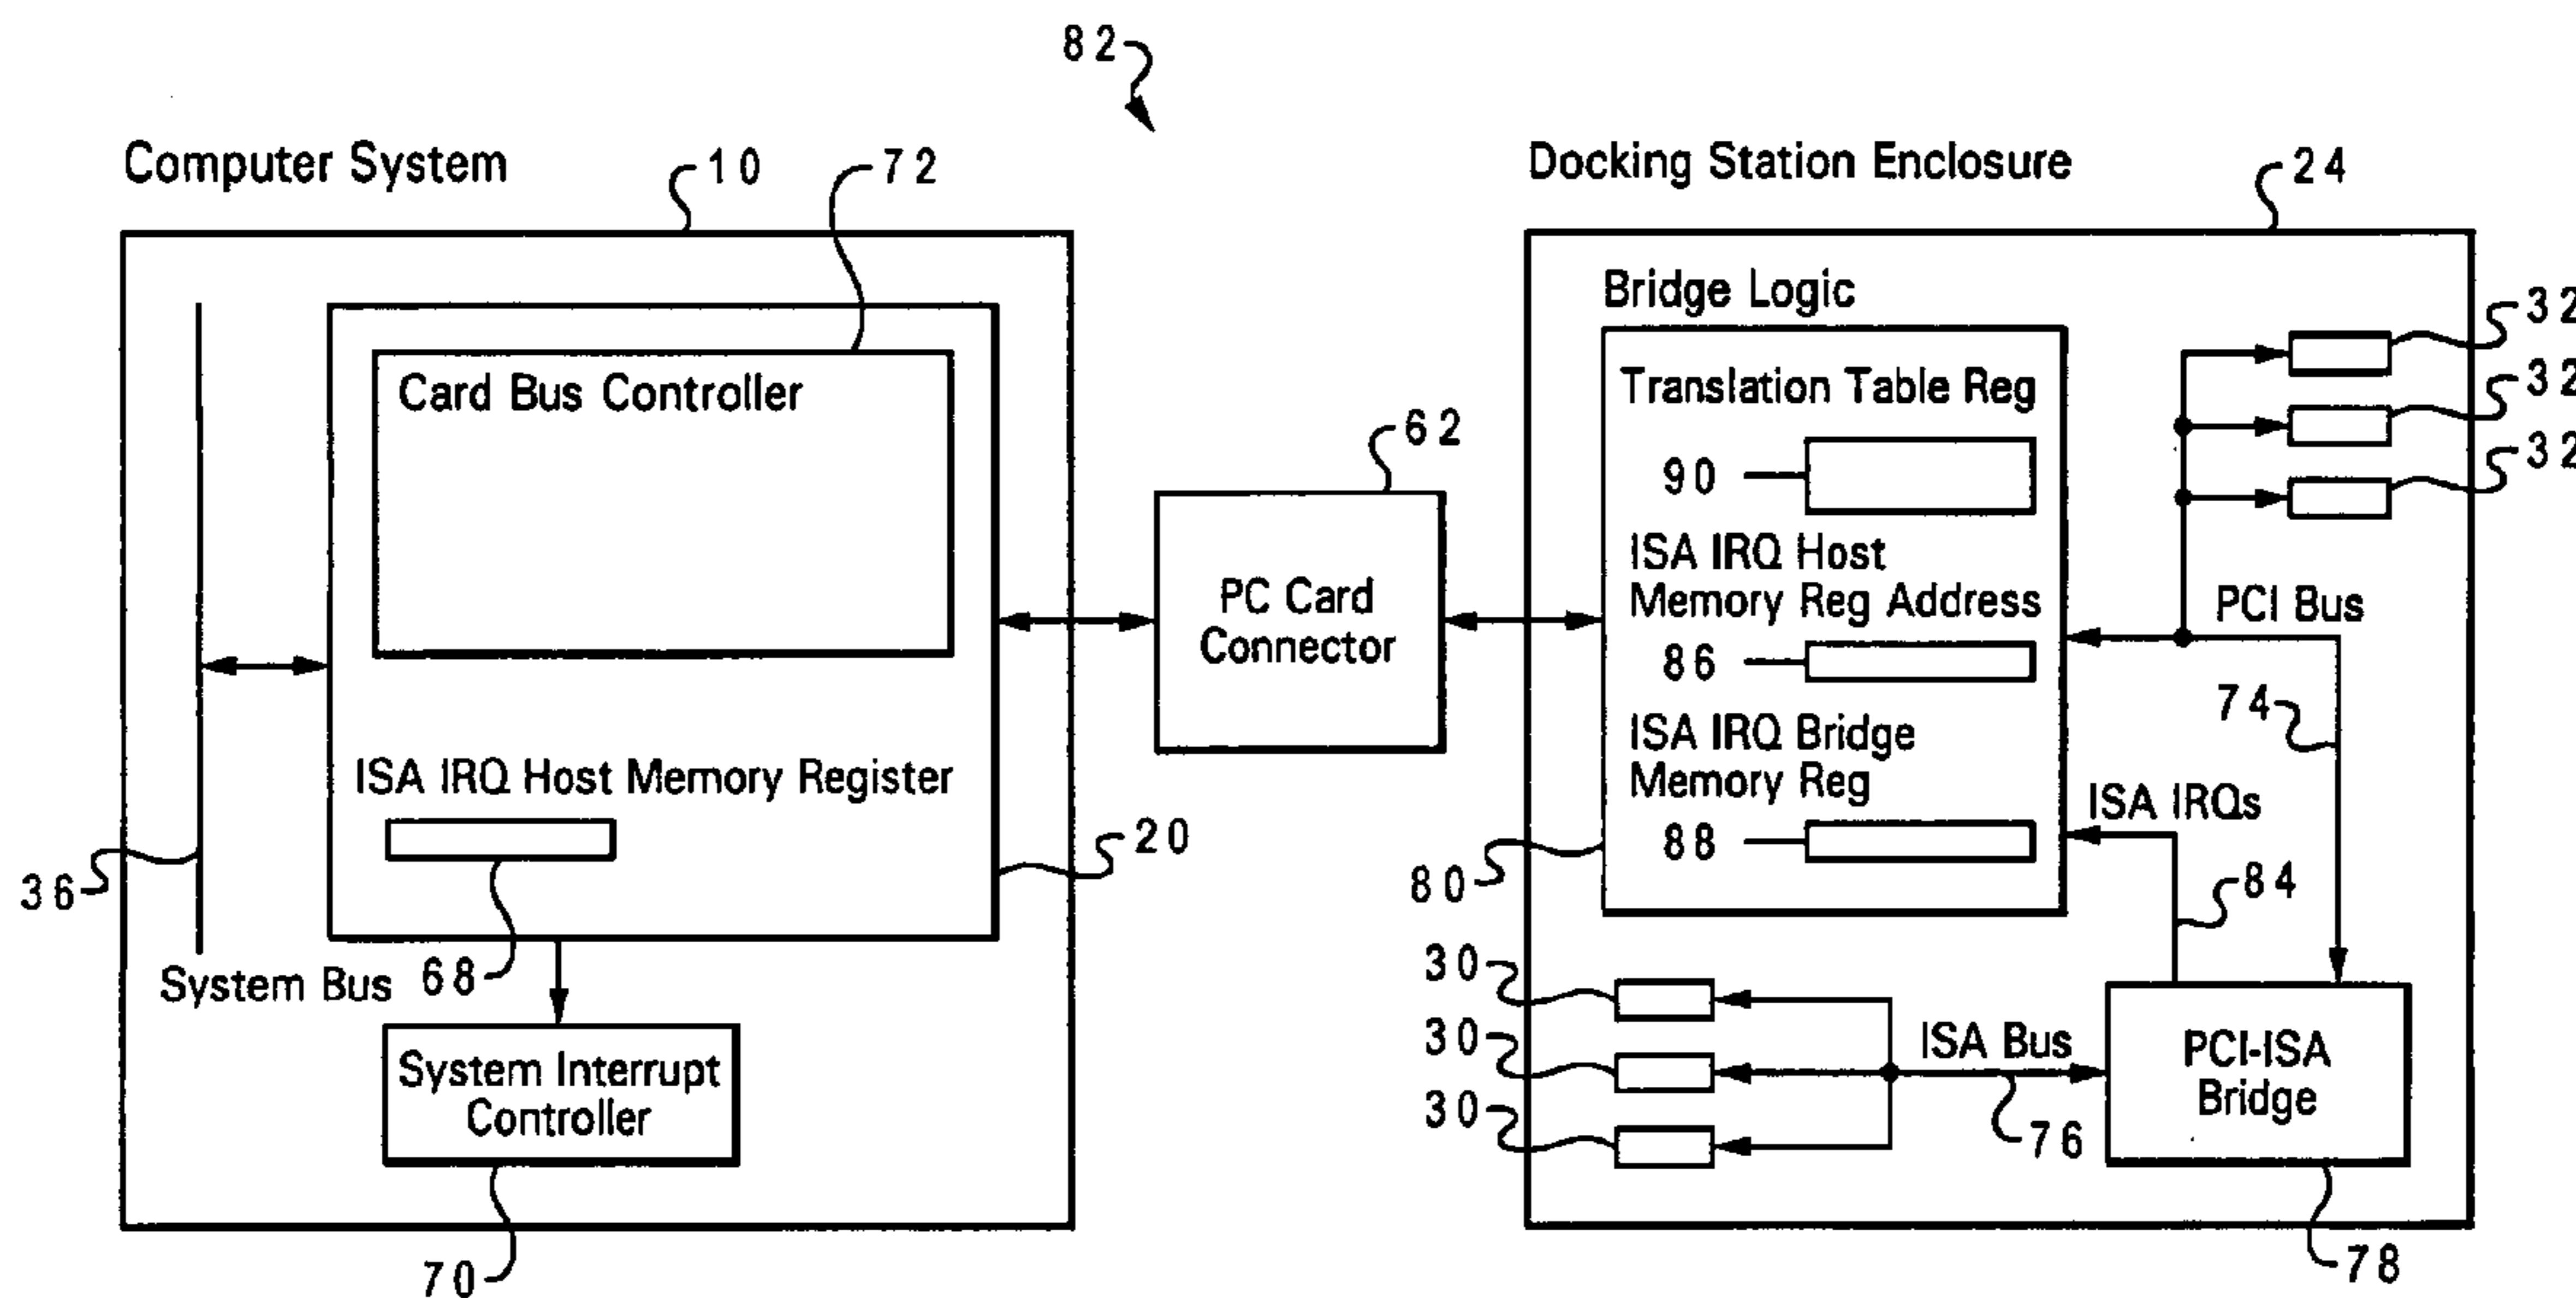 82
Computer System
10
72
Docking Station Enclosure
24
Card Bus Controller
ISA IRQ Host Memory Register
20
36
System Bus
68
System Interrupt
Controller
70
62
PC Card
Connector
Bridge Logic
Translation Table Reg
90
ISA IRQ Host
Memory Reg Address
86
ISA IRQ Bridge
Memory Reg
88
80
32
32
32
PCI Bus
74
ISA IRQs
84
30
30
30
ISA Bus
76
PCI-ISA
Bridge
78